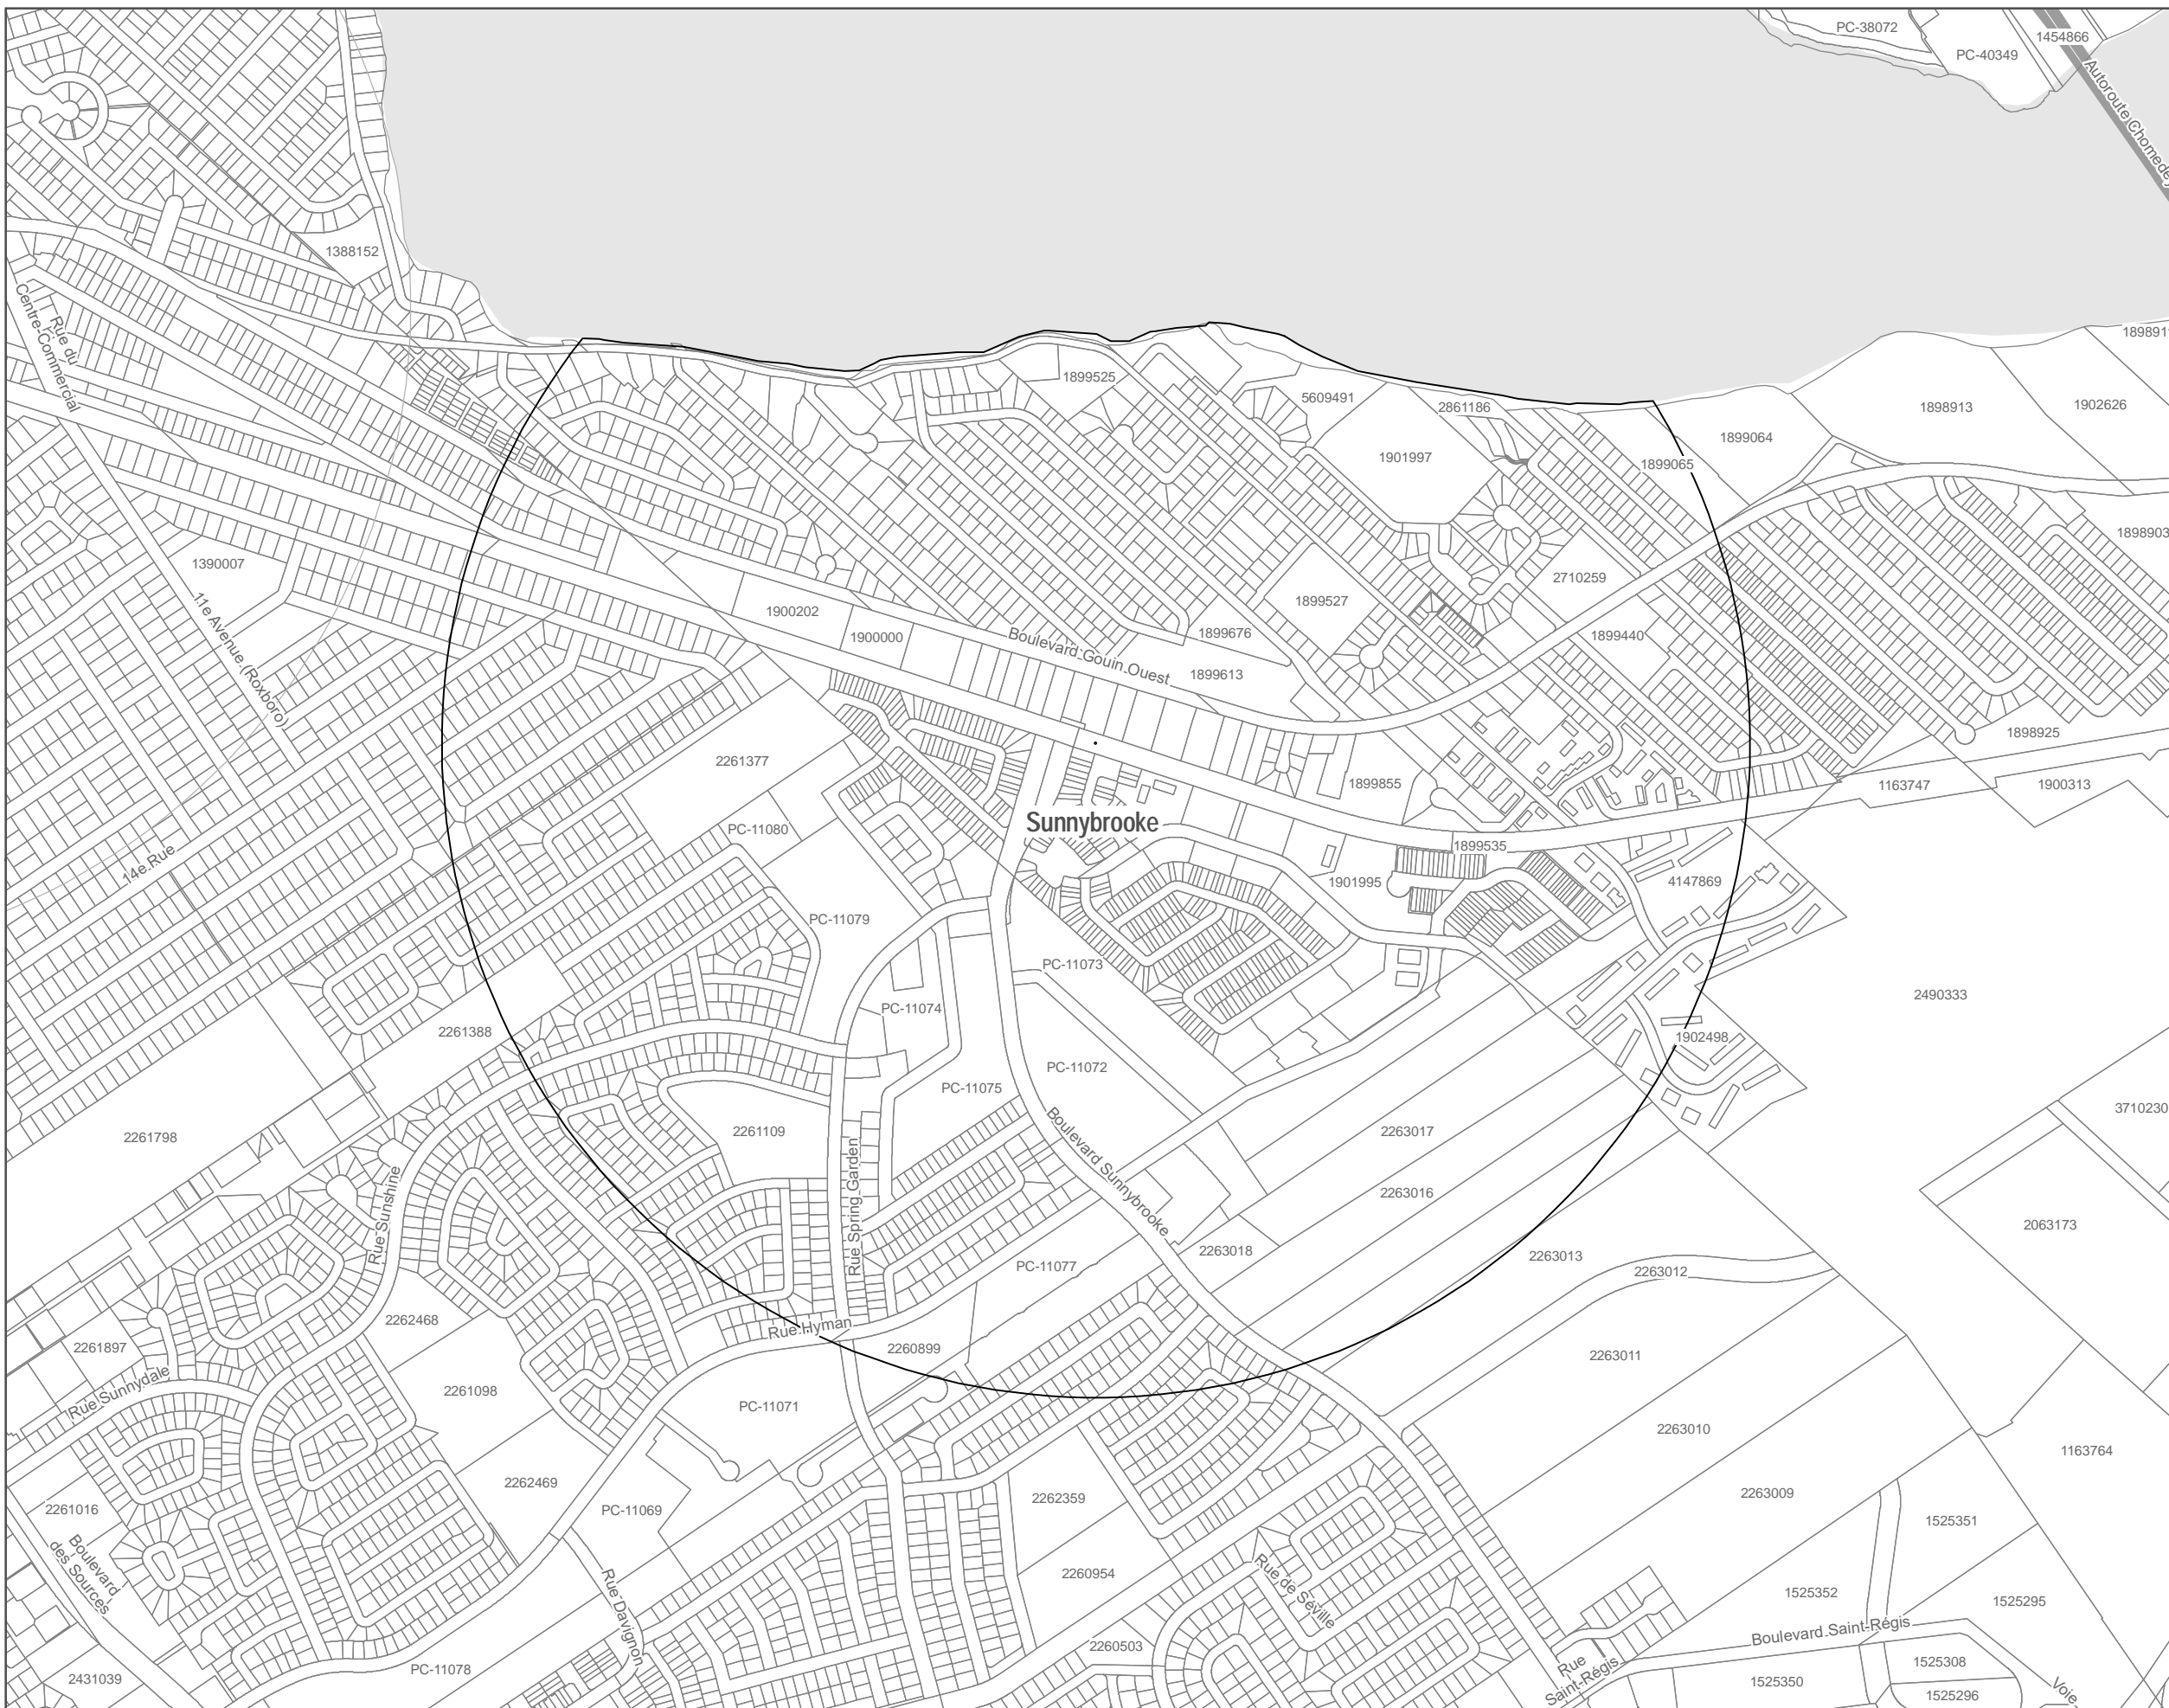 PC-38072
1454866
PC-40349
Autoroute Chomedey
1388152
Rue du
Centre-Commercial
1899525
5609491
2861186
1898913
1902626
1899064
1901997
1899065
1898903
1390007
2710259
11e Avenue (Roxboro)
1900202
1899527
1900000
Boulevard Gouin Ouest
1899676
1899440
1899613
1898925
2261377
1899855
1163747
1900313
Sunnybrooke
PC-11080
1899535
14e Rue
1901995
4147869
PC-11079
PC-11073
2490333
PC-11074
2261388
1902498
PC-11072
PC-11075
3710230
2261798
2261109
Boulevard Sunnybrooke
2263017
Rue Spring Garden
Rue Sunshine
2263016
2063173
2263018
2263013
PC-11077
2263012
2262468
Rue Hyman
2261897
2260899
2263011
Rue Sunnydale
2261098
PC-11071
2263010
1163764
2262469
2262359
2263009
2261016
PC-11069
1525351
Boulevard
des Sources
Rue Davignon
2260954
Rue de Séville
1525352
1525295
2260503
Boulevard Saint-Régis
2431039
PC-11078
Rue
Saint-Régis
1525350
1525308
1525296
Voie